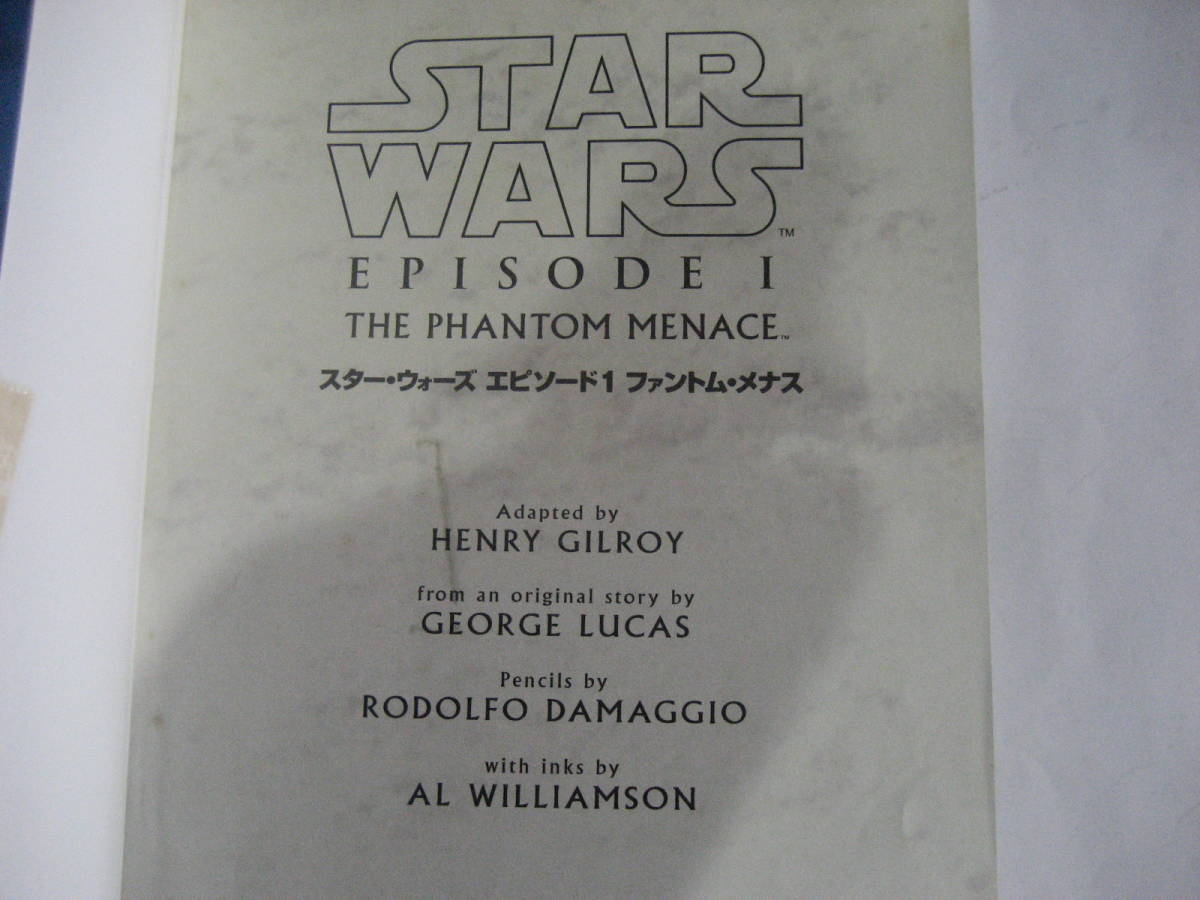 STAR
WARS™
EPISODE I
THE PHANTOM MENACE™
スター・ウォーズ エピソード1 ファントム・メナス
Adapted by
HENRY GILROY
from an original story by
GEORGE LUCAS
Pencils by
RODOLFO DAMAGGIO
with inks by
AL WILLIAMSON